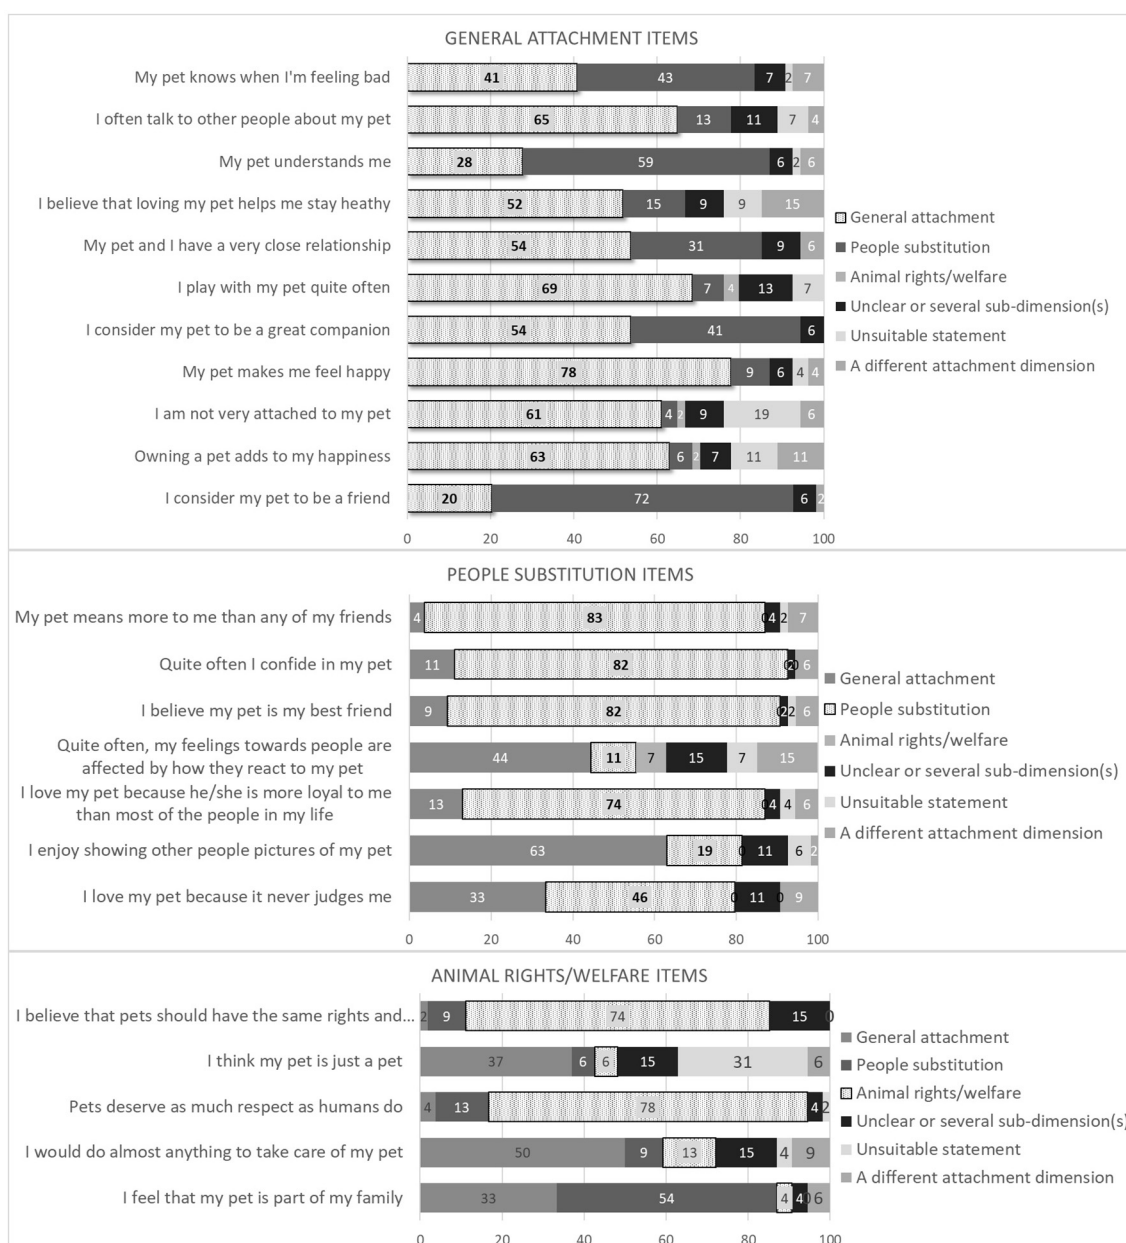 GENERAL ATTACHMENT ITEMS
My pet knows when I'm feeling bad 41 43 7 2 7
I often talk to other people about my pet 65 13 11 7 4
My pet understands me 28 59 6 2 6
I believe that loving my pet helps me stay heathy 52 15 9 9 15
My pet and I have a very close relationship 54 31 9 6
I play with my pet quite often 69 7 4 13 7
I consider my pet to be a great companion 54 41 6
My pet makes me feel happy 78 9 6 4 4
I am not very attached to my pet 61 4 2 9 19 6
Owning a pet adds to my happiness 63 6 2 7 11 11
I consider my pet to be a friend 20 72 6 2
0 20 40 60 80 100
General attachment
People substitution
Animal rights/welfare
Unclear or several sub-dimension(s)
Unsuitable statement
A different attachment dimension
PEOPLE SUBSTITUTION ITEMS
My pet means more to me than any of my friends 4 83 0 4 2 7
Quite often I confide in my pet 11 82 0 2 0 6
I believe my pet is my best friend 9 82 0 2 2 6
Quite often, my feelings towards people are
affected by how they react to my pet 44 11 7 15 7 15
I love my pet because he/she is more loyal to me
than most of the people in my life 13 74 0 4 4 6
I enjoy showing other people pictures of my pet 63 19 0 11 6 2
I love my pet because it never judges me 33 46 0 11 0 9
0 20 40 60 80 100
General attachment
People substitution
Animal rights/welfare
Unclear or several sub-dimension(s)
Unsuitable statement
A different attachment dimension
ANIMAL RIGHTS/WELFARE ITEMS
I believe that pets should have the same rights and... 2 9 74 15 0
I think my pet is just a pet 37 6 6 15 31 6
Pets deserve as much respect as humans do 4 13 78 4 2
I would do almost anything to take care of my pet 50 9 13 15 4 9
I feel that my pet is part of my family 33 54 4 4 0 6
0 20 40 60 80 100
General attachment
People substitution
Animal rights/welfare
Unclear or several sub-dimension(s)
Unsuitable statement
A different attachment dimension